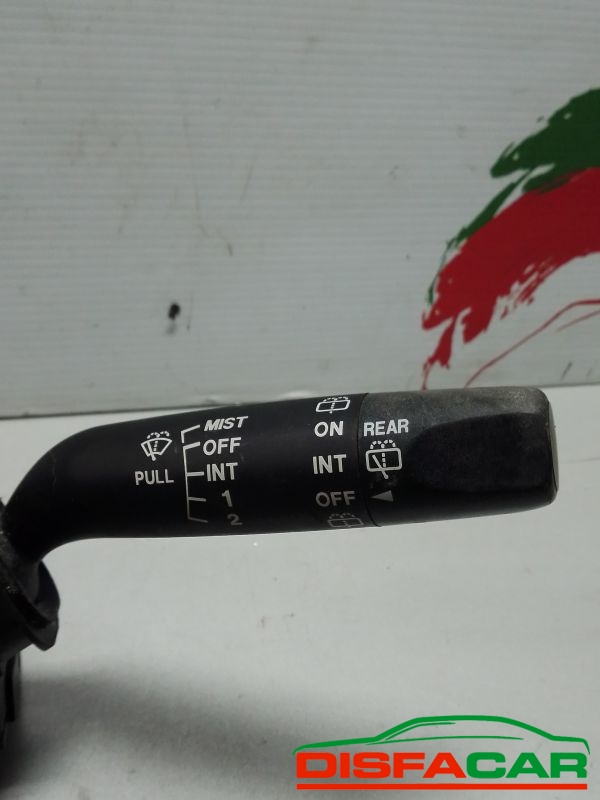 MIST
OFF
PULL INT
1
2
ON REAR
INT
OFF
DISFACAR